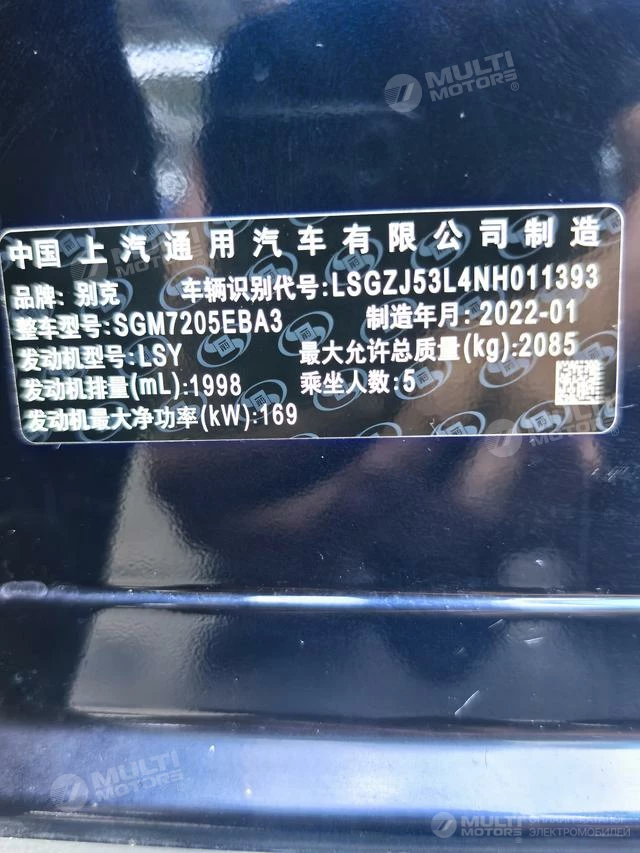 MULTI
MOTORS®
中国 上汽通用汽车有限公司制造
品牌: 别克 车辆识别代号:LSGZJ53L4NH011393
整车型号:SGM7205EBA3 制造年月:2022-01
发动机型号:LSY 最大允许总质量(kg):2085
发动机排量(mL):1998 乘坐人数:5
发动机最大净功率(kW):169
MULTI
MOTORS
MULTI
MOTORS
ЭЛЕКТРОМОБИЛЕЙ